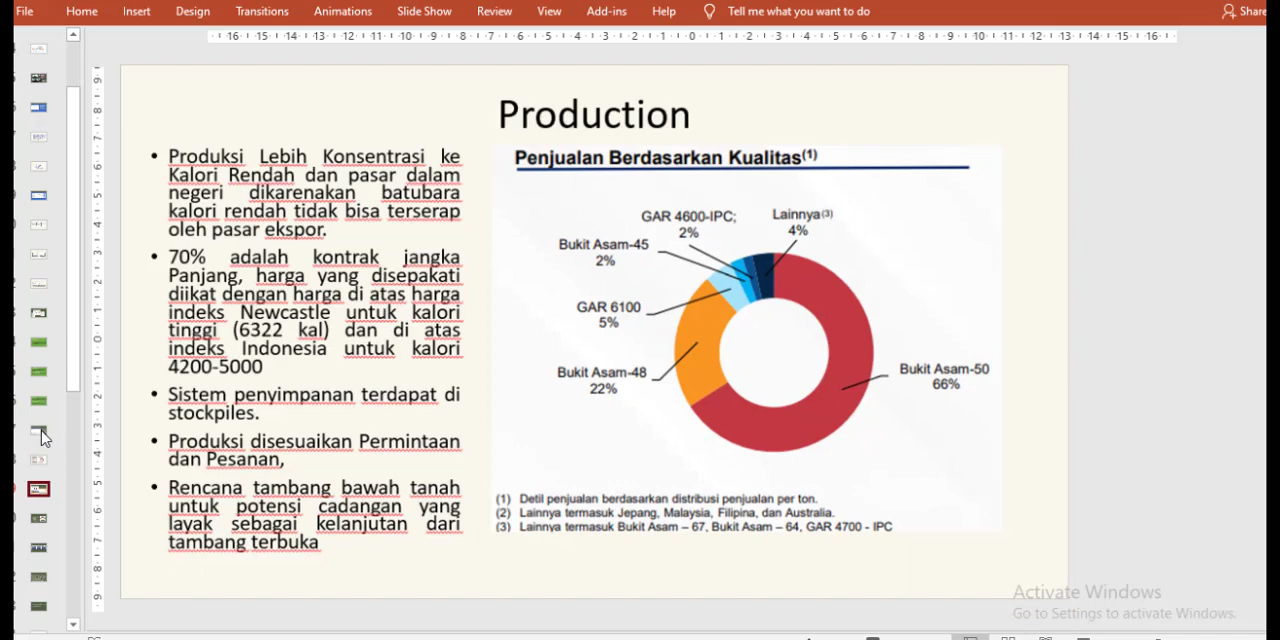 File Home Insert Design Transitions Animations Slide Show Review View Add-ins Help Tell me what you want to do Share
Production
• Produksi Lebih Konsentrasi ke
Kalori Rendah dan pasar dalam
negeri dikarenakan batubara
kalori rendah tidak bisa terserap
oleh pasar ekspor.
• 70% adalah kontrak jangka
Panjang, harga yang disepakati
diikat dengan harga di atas harga
indeks Newcastle untuk kalori
tinggi (6322 kal) dan di atas
indeks Indonesia untuk kalori
4200-5000
• Sistem penyimpanan terdapat di
stockpiles.
• Produksi disesuaikan Permintaan
dan Pesanan,
• Rencana tambang bawah tanah
untuk potensi cadangan yang
layak sebagai kelanjutan dari
tambang terbuka
Penjualan Berdasarkan Kualitas(1)
GAR 4600-IPC;
2%
Lainnya(3)
4%
Bukit Asam-45
2%
GAR 6100
5%
Bukit Asam-48
22%
Bukit Asam-50
66%
(1) Detil penjualan berdasarkan distribusi penjualan per ton.
(2) Lainnya termasuk Jepang, Malaysia, Filipina, dan Australia.
(3) Lainnya termasuk Bukit Asam – 67, Bukit Asam – 64, GAR 4700 - IPC
Activate Windows
Go to Settings to activate Windows.